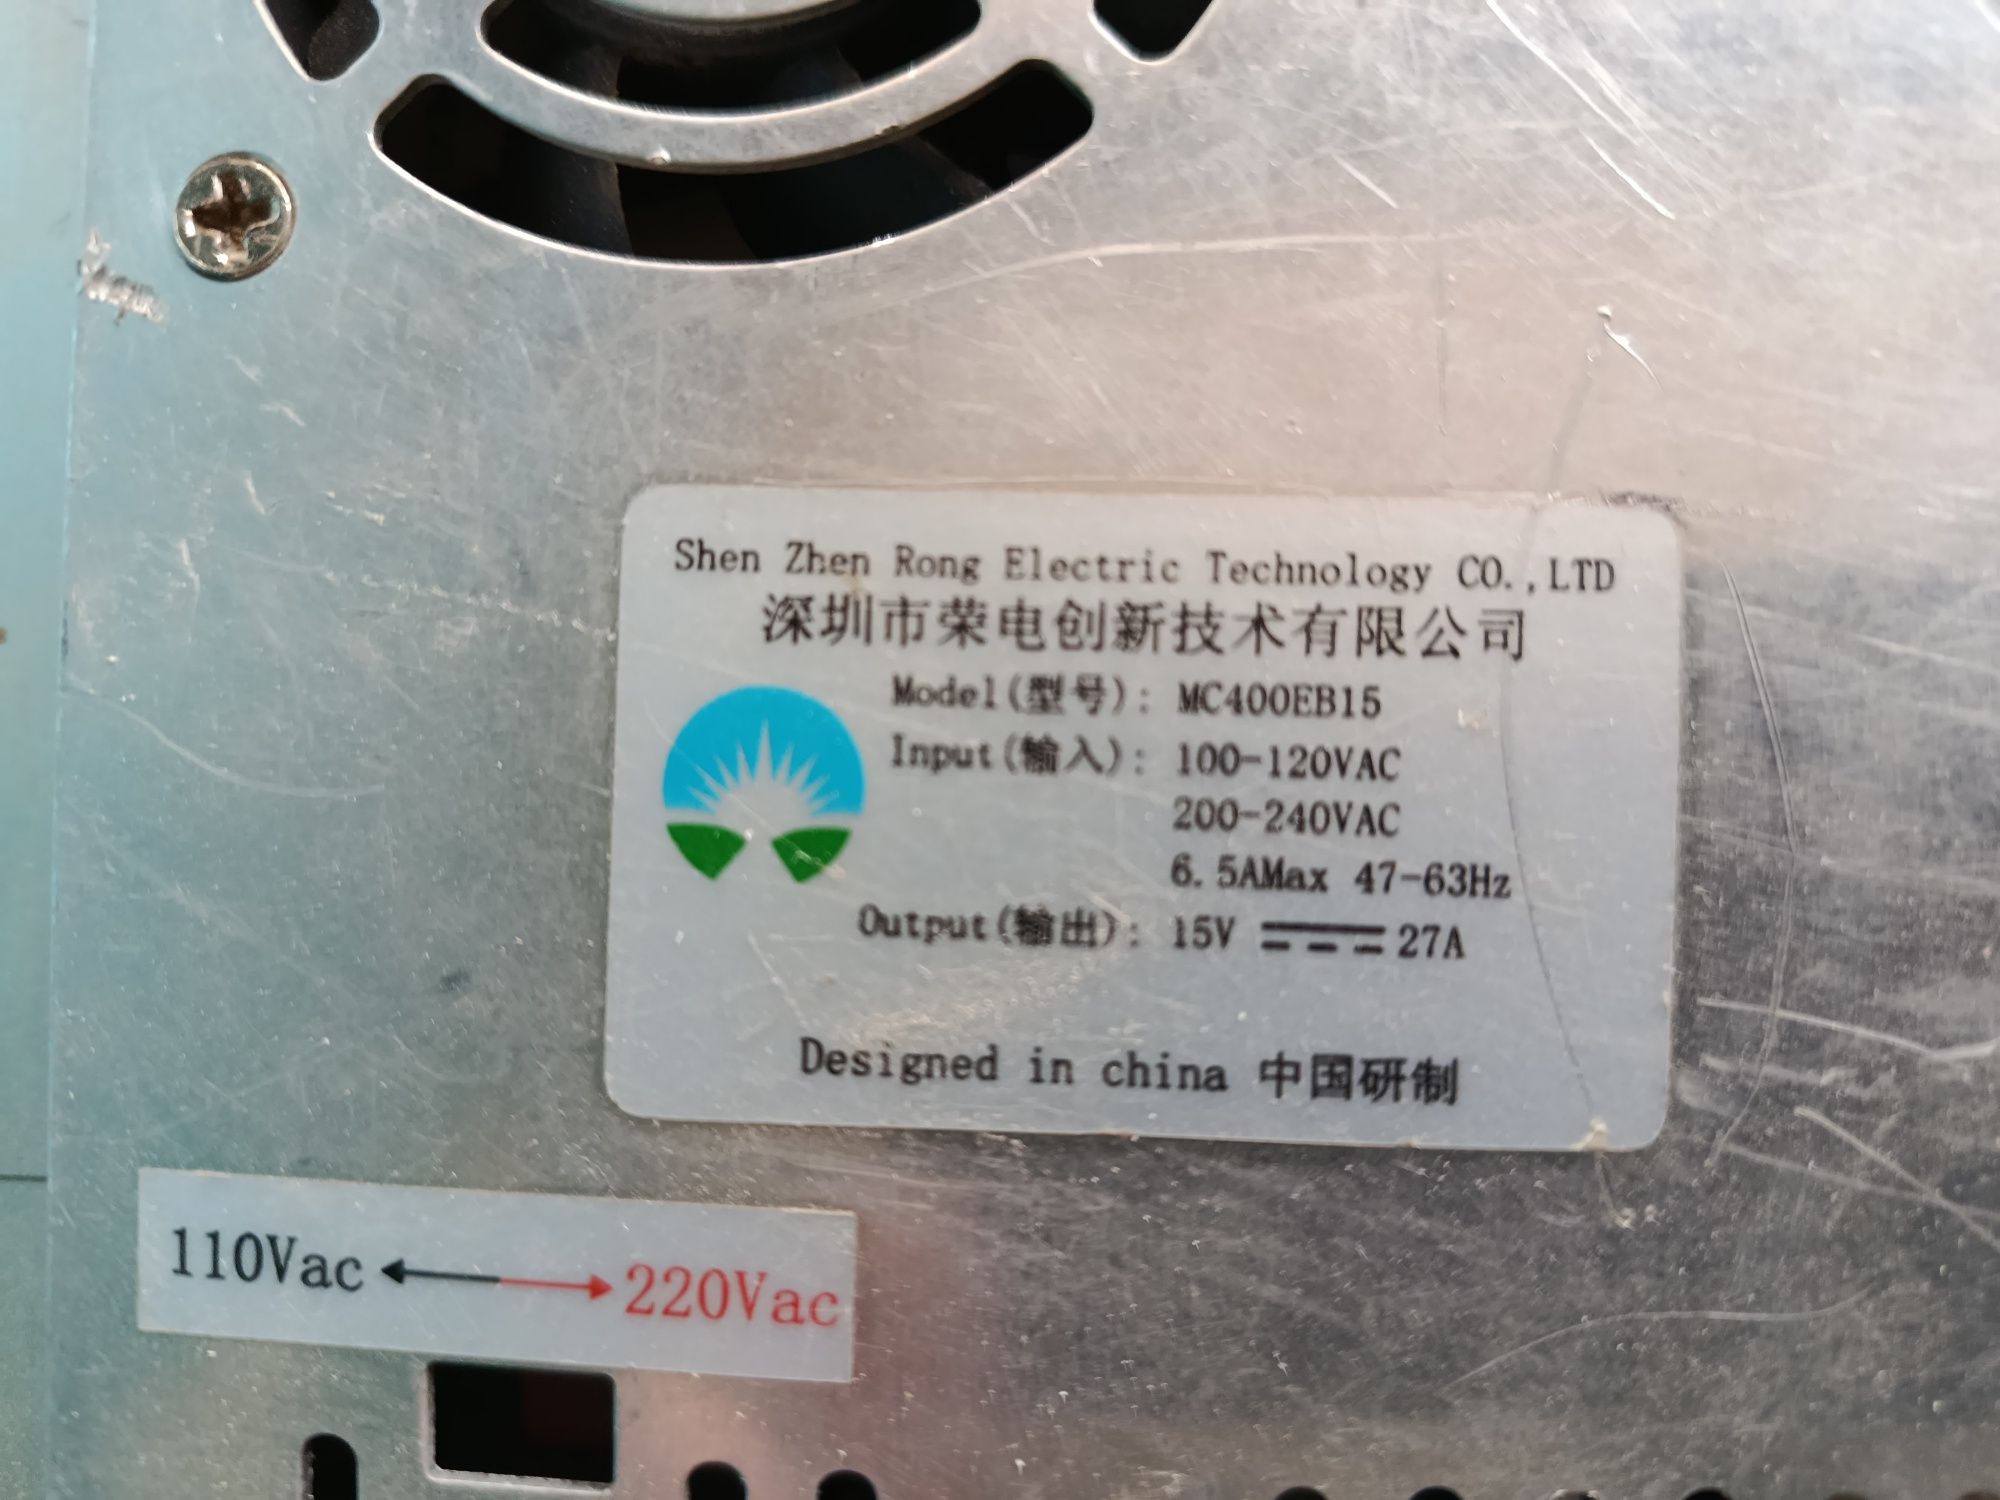 Shen Zhen Rong Electric Technology CO.,LTD
深圳市荣电创新技术有限公司
Model(型号): MC400EB15
Input(输入): 100-120VAC
200-240VAC
6.5AMax 47-63Hz
Output(输出): 15V 27A
Designed in china 中国研制
110Vac 220Vac